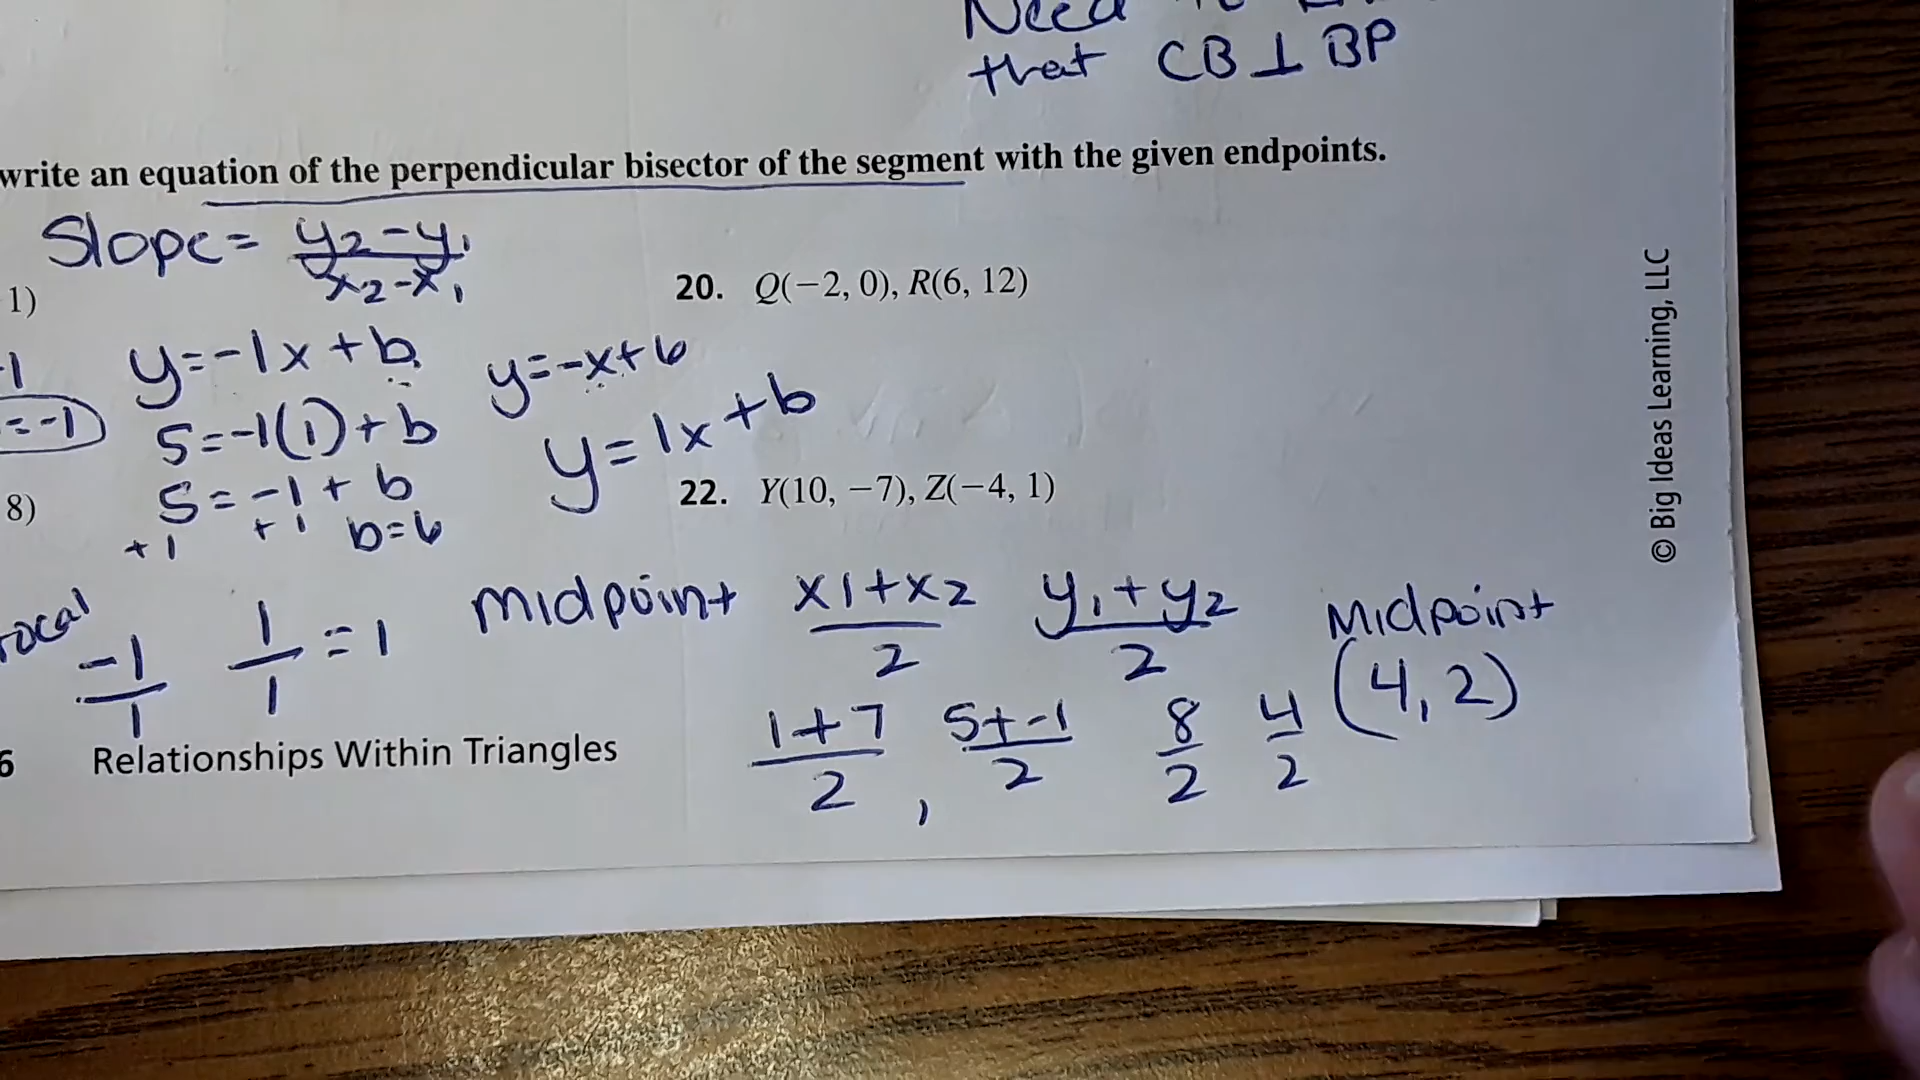 Need
that CB ⊥ BP
write an equation of the perpendicular bisector of the segment with the given endpoints.
Slope = y2-y1
x2-x1
1)
20. Q(−2, 0), R(6, 12)
-1
y=-1x+b
y=-x+6
= -1
5=-1(1)+b
y=1x+b
8)
5=-1+b
22. Y(10, −7), Z(−4, 1)
+1 +1 b=6
rocal
-1/1 1/1 = 1
midpoint x1+x2/2 y1+y2/2
Midpoint
(4,2)
1+7/2 , 5+-1/2 8/2 4/2
6 Relationships Within Triangles
© Big Ideas Learning, LLC